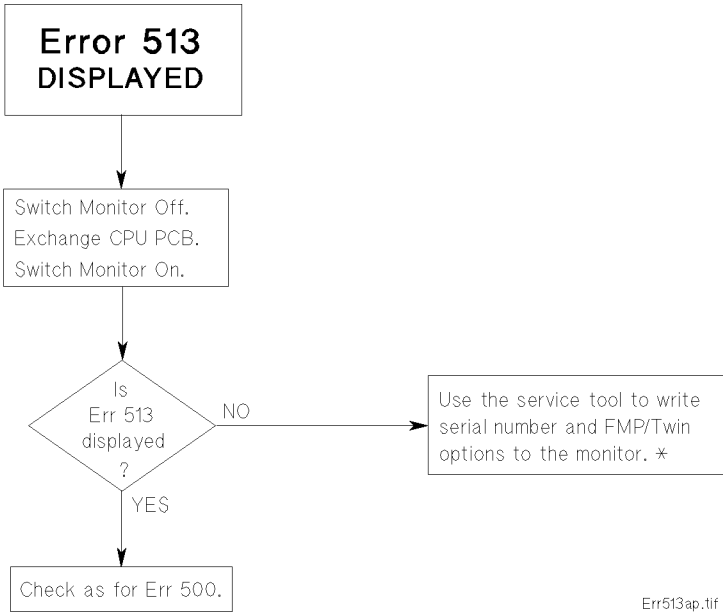 Error 513
DISPLAYED
Switch Monitor Off.
Exchange CPU PCB.
Switch Monitor On.
Is
Err 513
displayed
?
NO
Use the service tool to write
serial number and FMP/Twin
options to the monitor. *
YES
Check as for Err 500.
Err513ap.tif